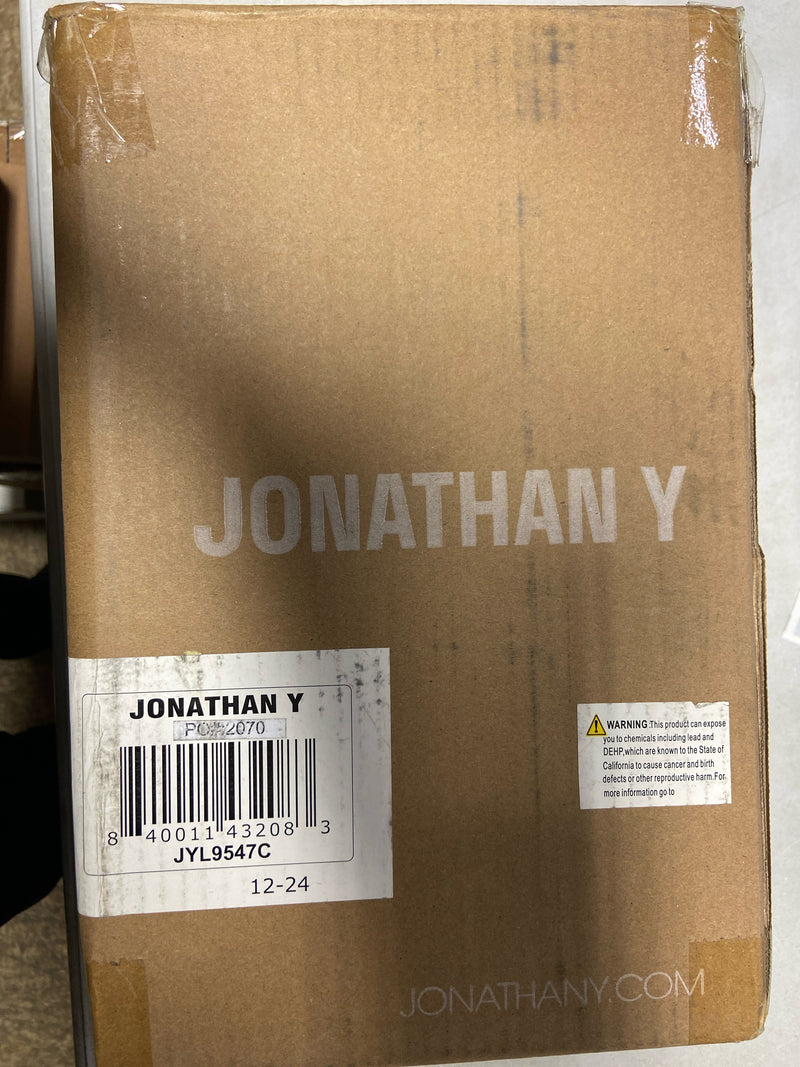 JONATHAN Y
JONATHAN Y
PO#2070
8 40011 43208 3
JYL9547C
12-24
WARNING:This product can expose
you to chemicals including lead and
DEHP,which are known to the State of
California to cause cancer and birth
defects or other reproductive harm.For
more information go to
JONATHANY.COM